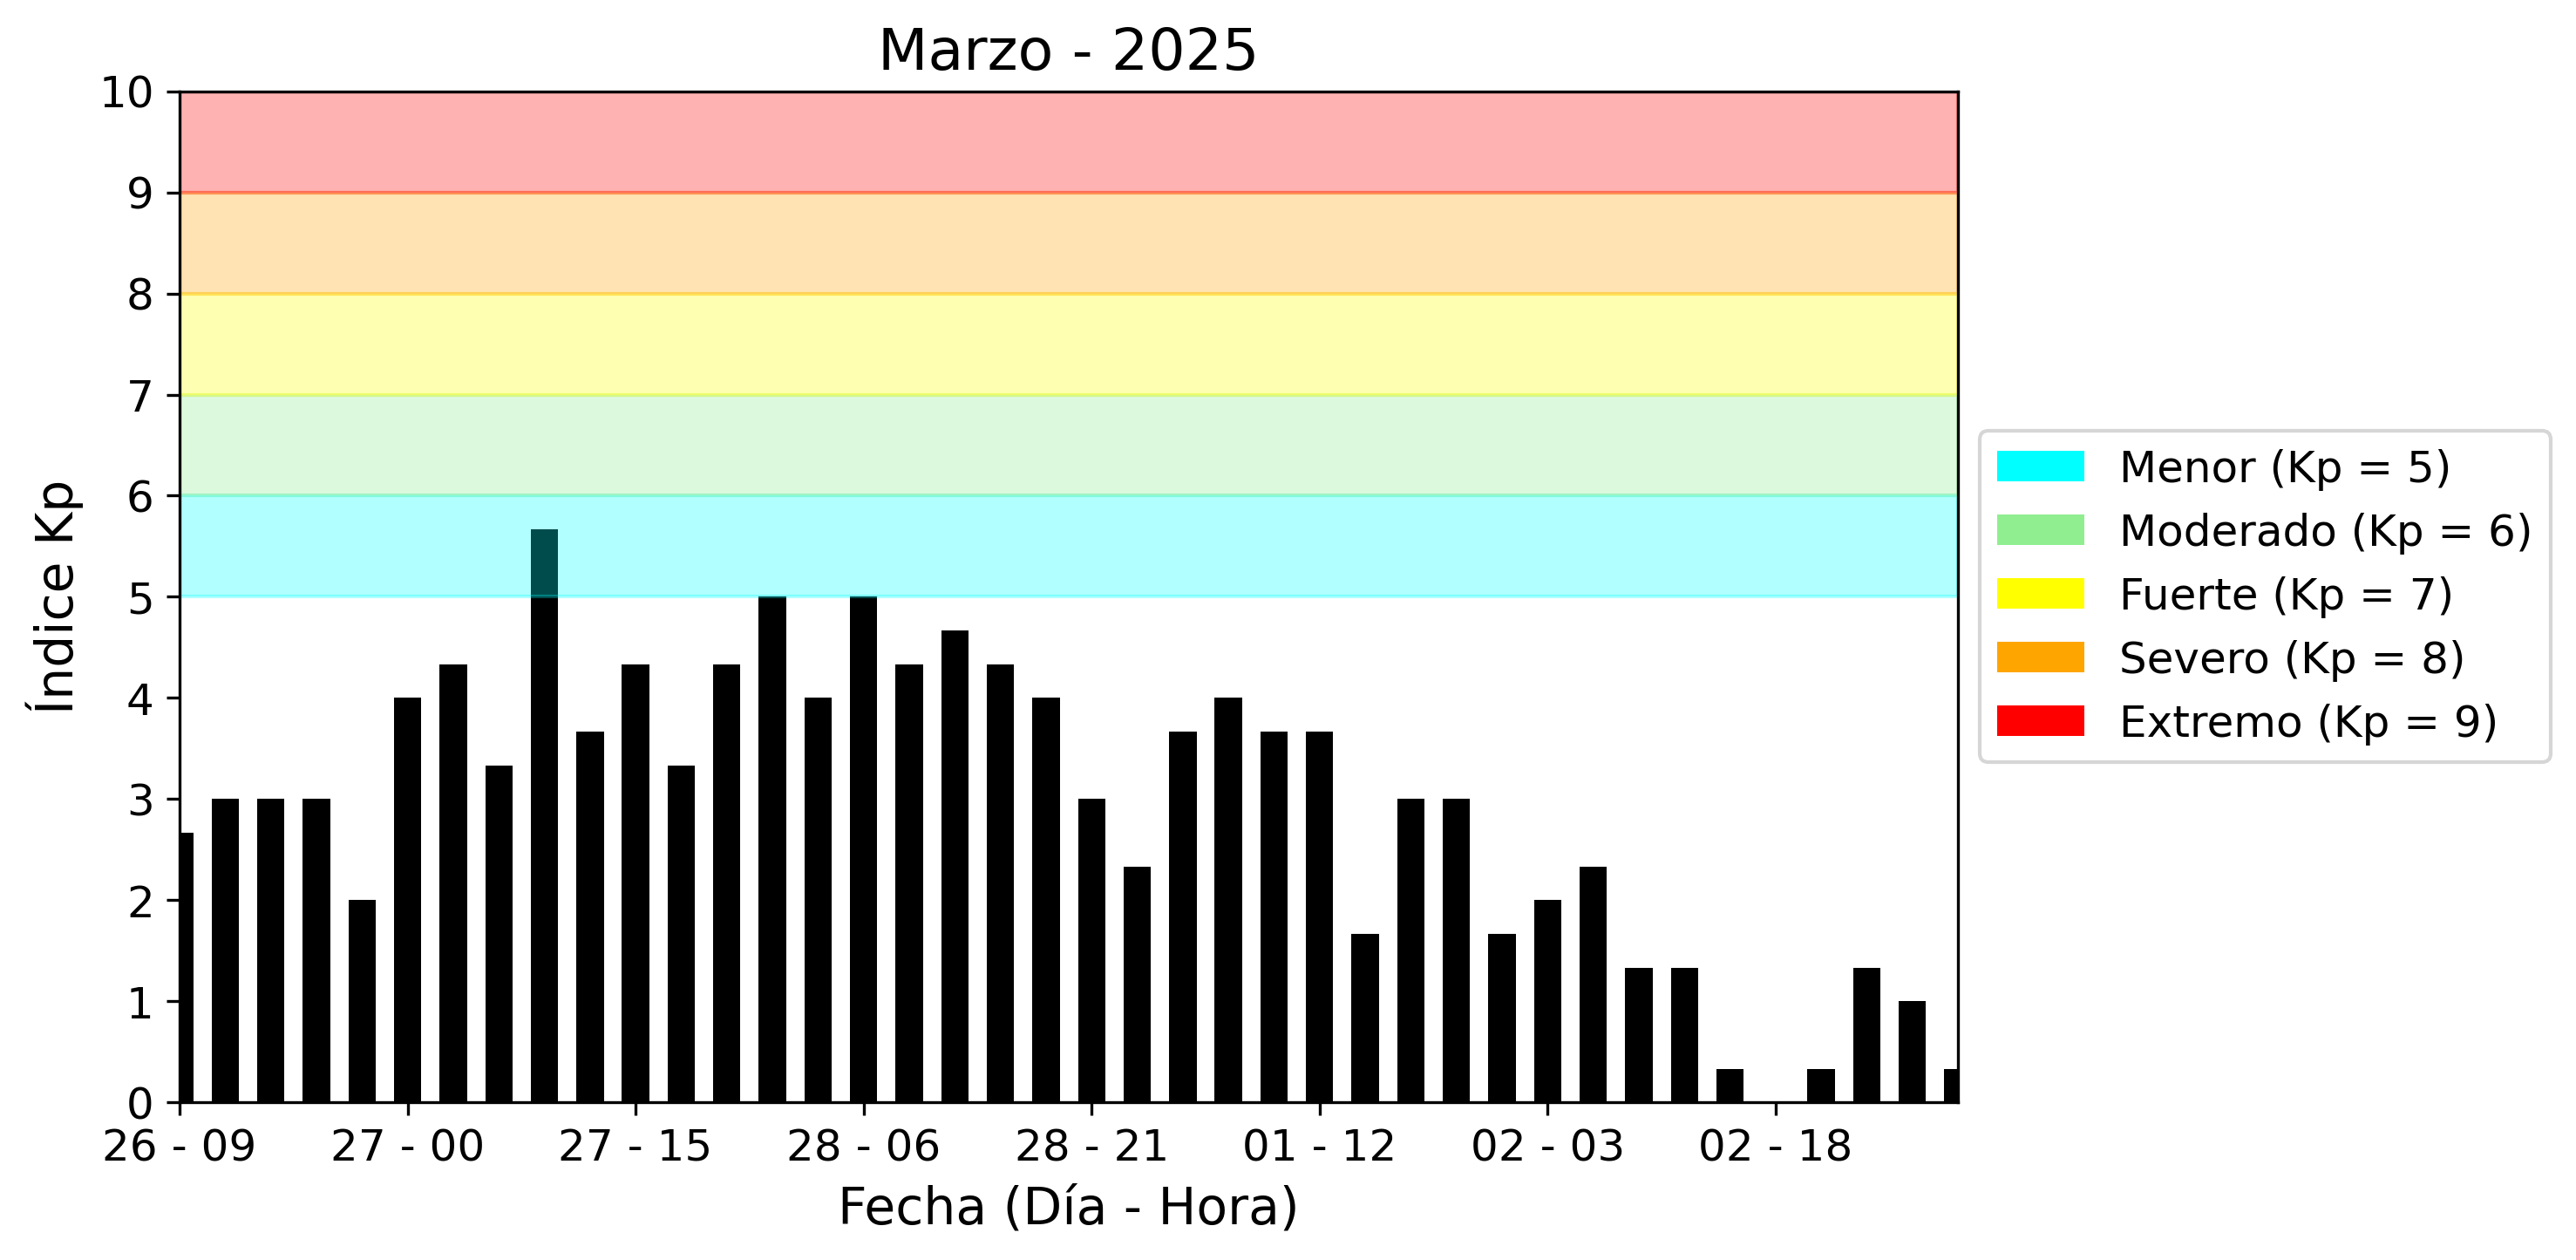 Marzo - 2025
10
9
8
7
6
5
4
3
2
1
0
Índice Kp
26 - 09
27 - 00
27 - 15
28 - 06
28 - 21
01 - 12
02 - 03
02 - 18
Fecha (Día - Hora)
Menor (Kp = 5)
Moderado (Kp = 6)
Fuerte (Kp = 7)
Severo (Kp = 8)
Extremo (Kp = 9)